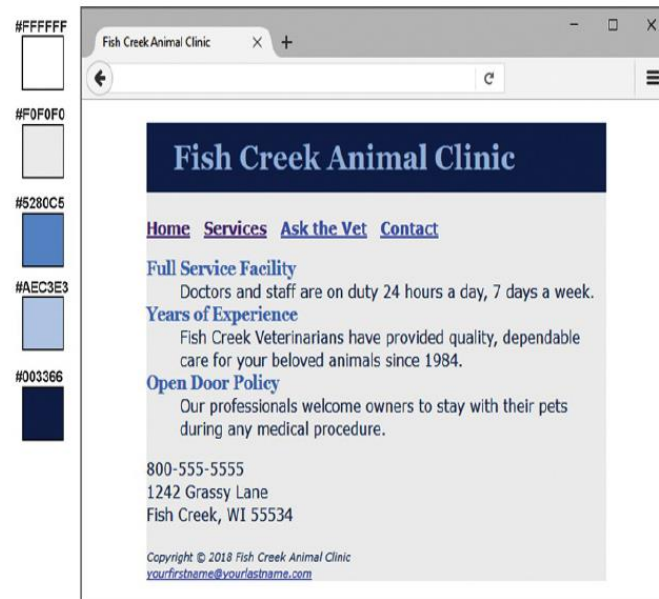 #FFFFFF
#F0F0F0
#5280C5
#AEC3E3
#003366
Fish Creek Animal Clinic
Fish Creek Animal Clinic
Home Services Ask the Vet Contact
Full Service Facility
Doctors and staff are on duty 24 hours a day, 7 days a week.
Years of Experience
Fish Creek Veterinarians have provided quality, dependable
care for your beloved animals since 1984.
Open Door Policy
Our professionals welcome owners to stay with their pets
during any medical procedure.
800-555-5555
1242 Grassy Lane
Fish Creek, WI 55534
Copyright © 2018 Fish Creek Animal Clinic
yourfirstname@yourlastname.com